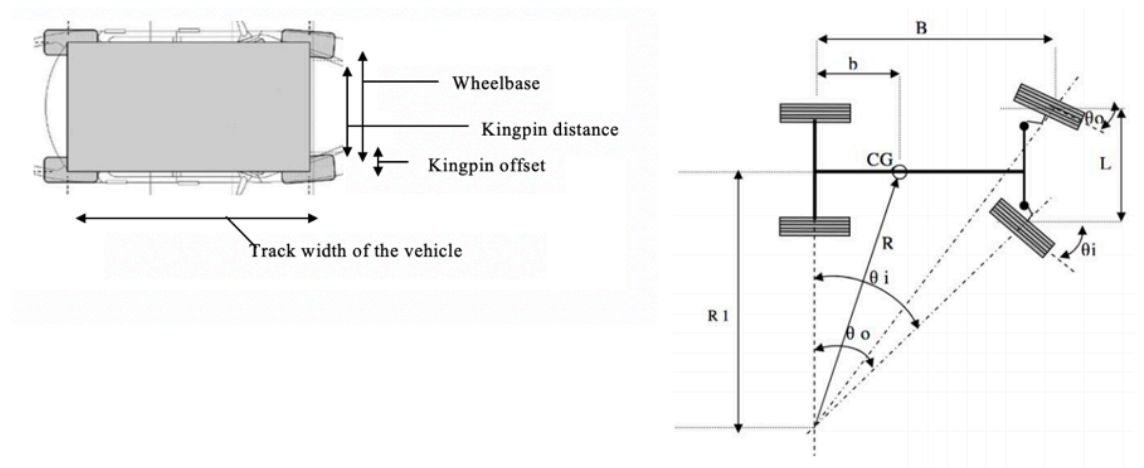 Wheelbase
Kingpin distance
Kingpin offset
Track width of the vehicle
B
b
θo
CG
L
R
θi
θ i
R 1
θ o